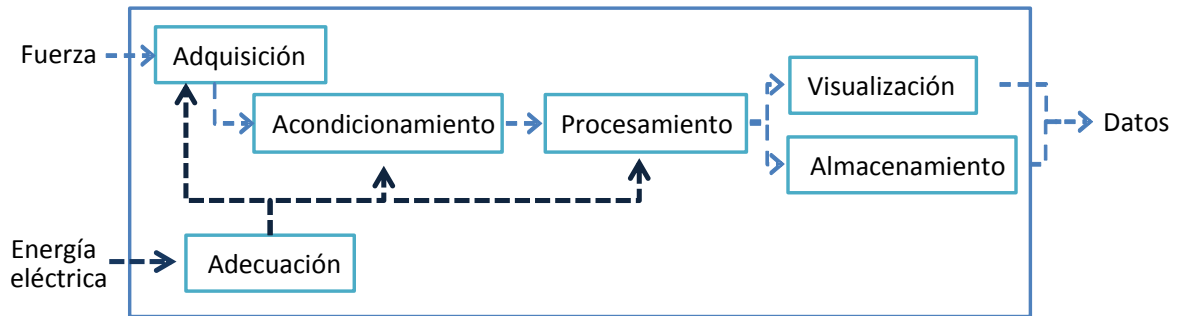 Fuerza
Adquisición
Acondicionamiento
Procesamiento
Visualización
Almacenamiento
Datos
Energía
eléctrica
Adecuación